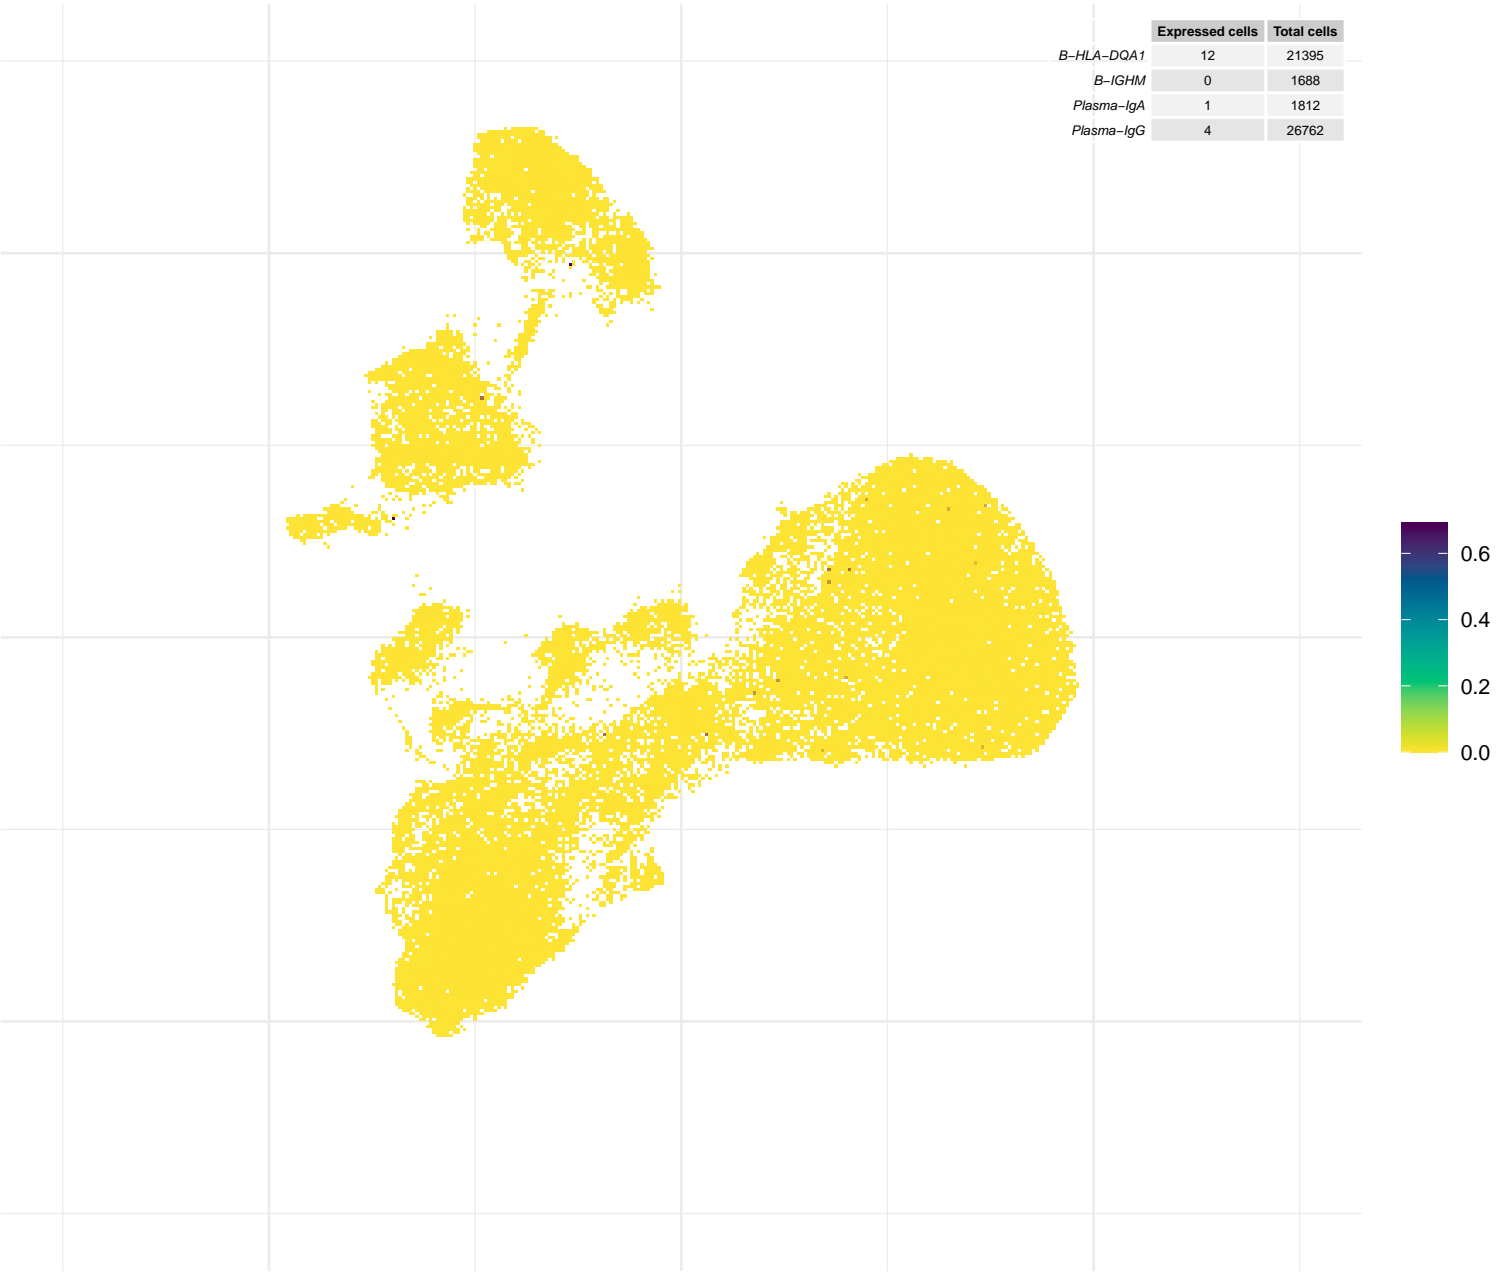 Expressed cells Total cells
B−HLA−DQA1 12 21395
B−IGHM 0 1688
Plasma−IgA 1 1812
Plasma−IgG 4 26762
0.6
0.4
0.2
0.0